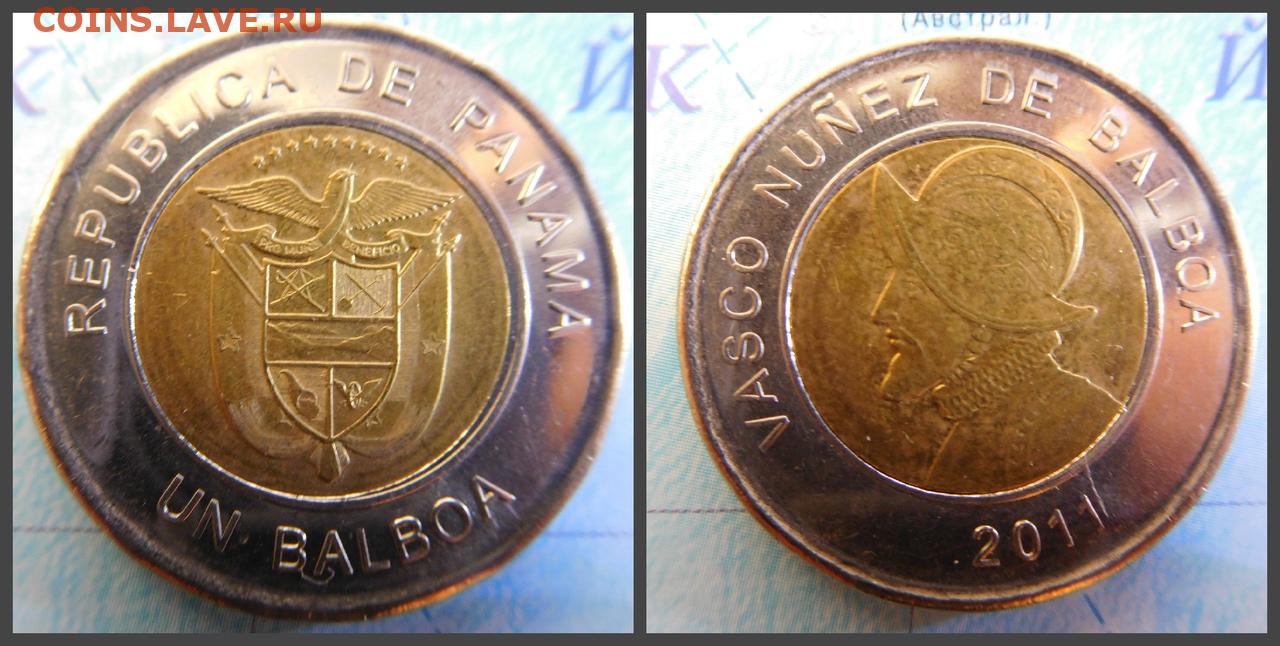 COINS.LAVE.RU
REPUBLICA DE PANAMA
PRO MUNDI BENEFICIO
UN BALBOA
К Й
(Австрал.)
К Й
VASCO NUÑEZ DE BALBOA
2011